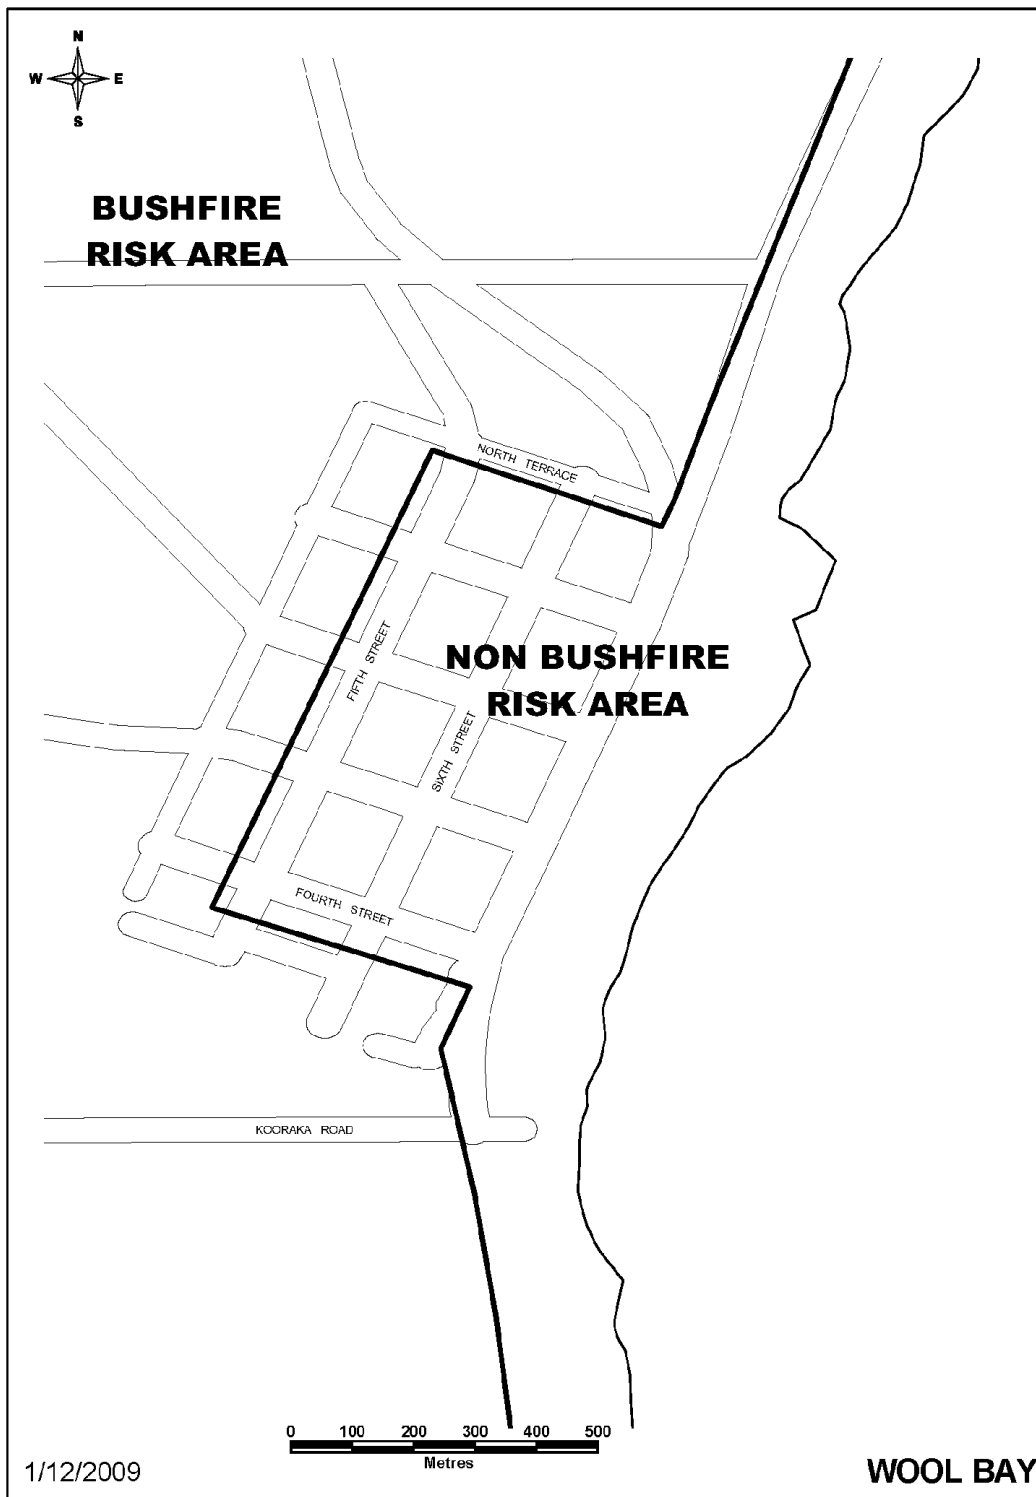 N
W E
S
BUSHFIRE
RISK AREA
NORTH TERRACE
FIFTH STREET
NON BUSHFIRE
RISK AREA
SIXTH STREET
FOURTH STREET
KOORAKA ROAD
0 100 200 300 400 500
Metres
1/12/2009
WOOL BAY